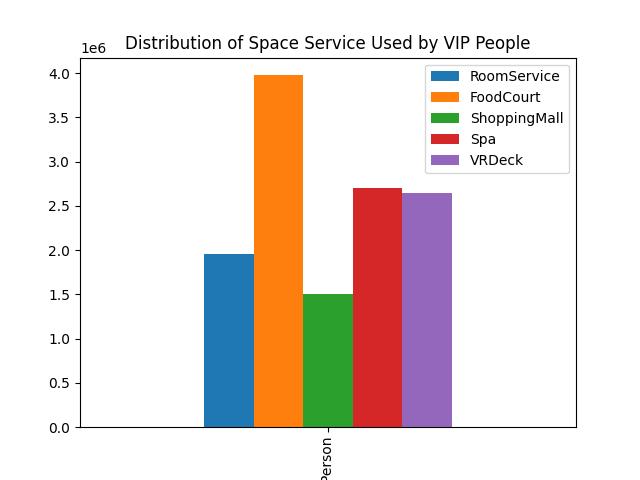 Distribution of Space Service Used by VIP People
1e6
4.0
3.5
3.0
2.5
2.0
1.5
1.0
0.5
0.0
RoomService
FoodCourt
ShoppingMall
Spa
VRDeck
Person